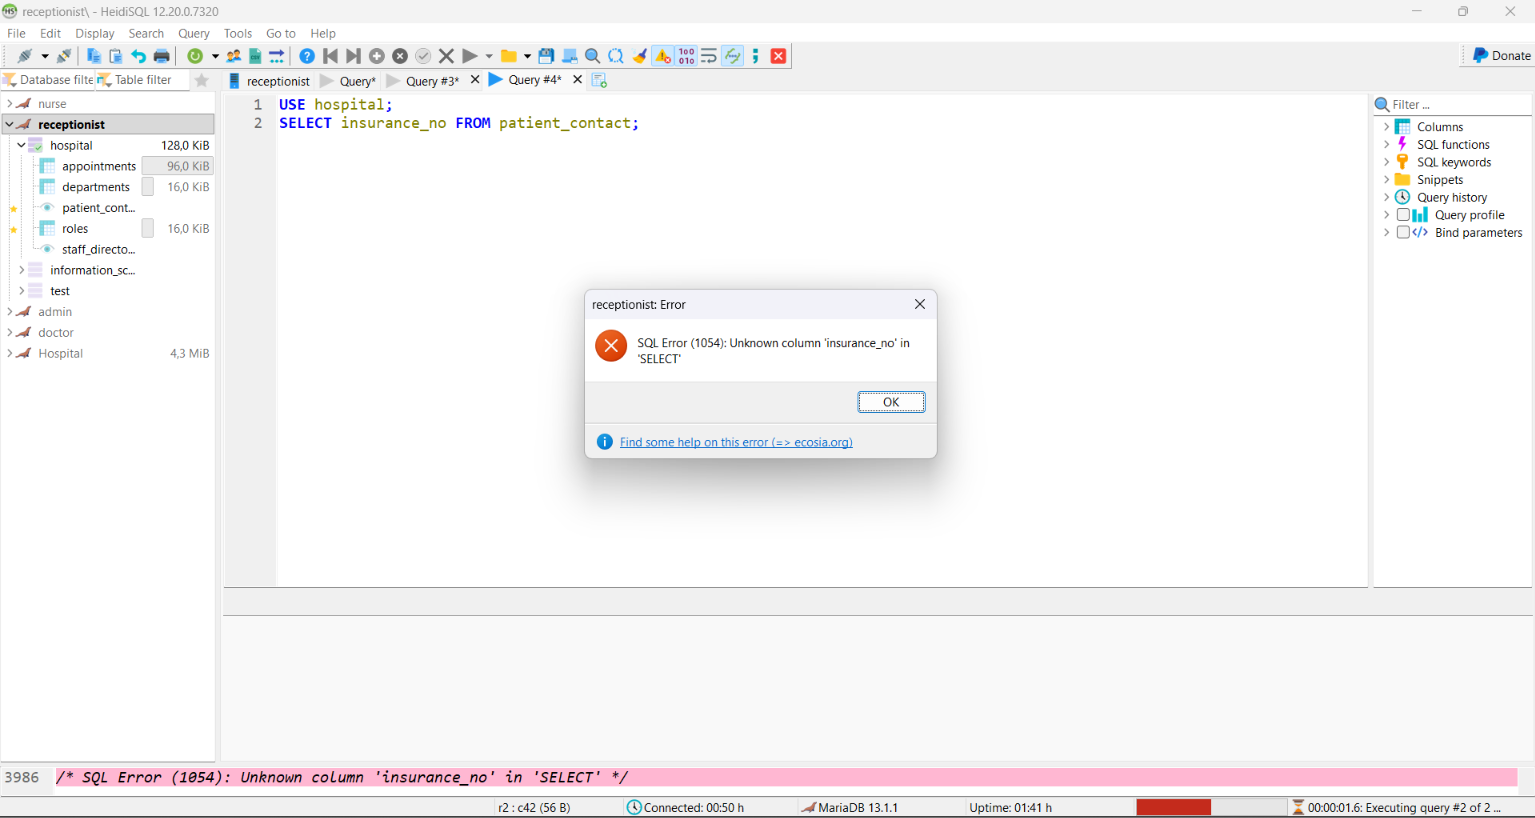 receptionist\ - HeidiSQL 12.20.0.7320
File Edit Display Search Query Tools Go to Help
Donate
Database filte Table filter
receptionist Query* Query #3* Query #4*
nurse
receptionist
hospital 128,0 KiB
appointments 96,0 KiB
departments 16,0 KiB
patient_cont...
roles 16,0 KiB
staff_directo...
information_sc...
test
admin
doctor
Hospital 4,3 MiB
1 USE hospital;
2 SELECT insurance_no FROM patient_contact;
Filter ...
Columns
SQL functions
SQL keywords
Snippets
Query history
Query profile
Bind parameters
receptionist: Error
SQL Error (1054): Unknown column 'insurance_no' in
'SELECT'
OK
Find some help on this error (=> ecosia.org)
3986 /* SQL Error (1054): Unknown column 'insurance_no' in 'SELECT' */
r2 : c42 (56 B) Connected: 00:50 h MariaDB 13.1.1 Uptime: 01:41 h 00:00:01.6: Executing query #2 of 2 ...